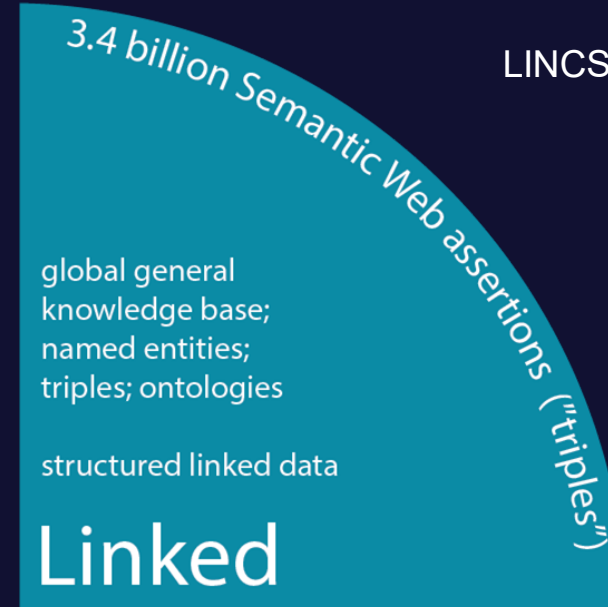 3.4 billion Semantic Web assertions ("triples")
LINCS
global general
knowledge base;
named entities;
triples; ontologies
structured linked data
Linked